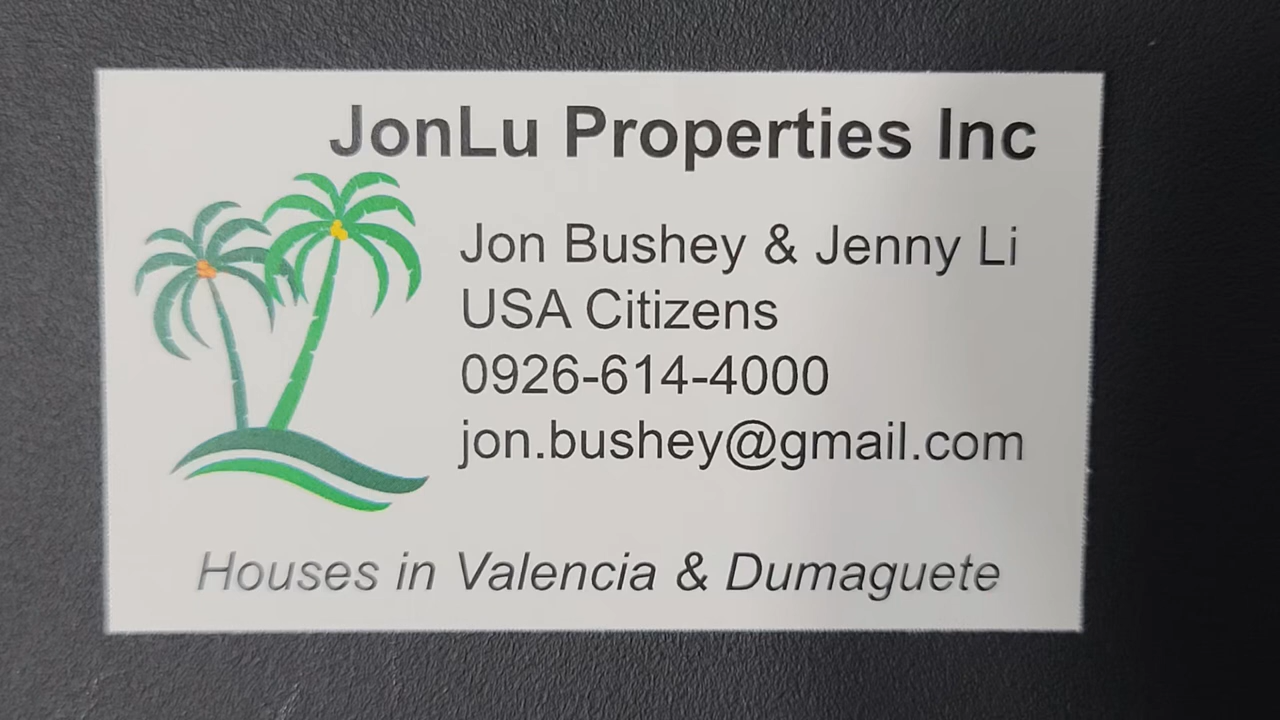 JonLu Properties Inc
Jon Bushey & Jenny Li
USA Citizens
0926-614-4000
jon.bushey@gmail.com
Houses in Valencia & Dumaguete